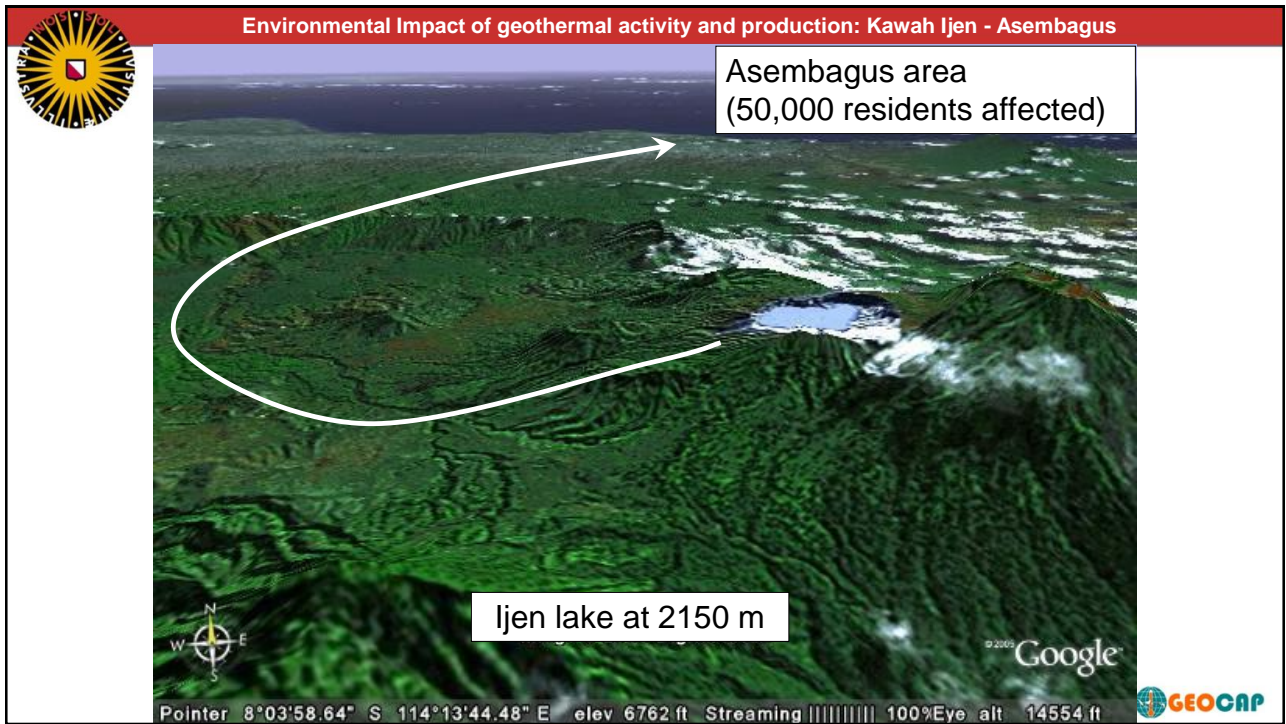 Environmental Impact of geothermal activity and production: Kawah Ijen - Asembagus
Asembagus area
(50,000 residents affected)
Ijen lake at 2150 m
N
W
E
S
©2005 Google
Pointer 8°03'58.64" S 114°13'44.48" E elev 6762 ft Streaming |||||||||| 100% Eye alt 14554 ft
GEOCAP